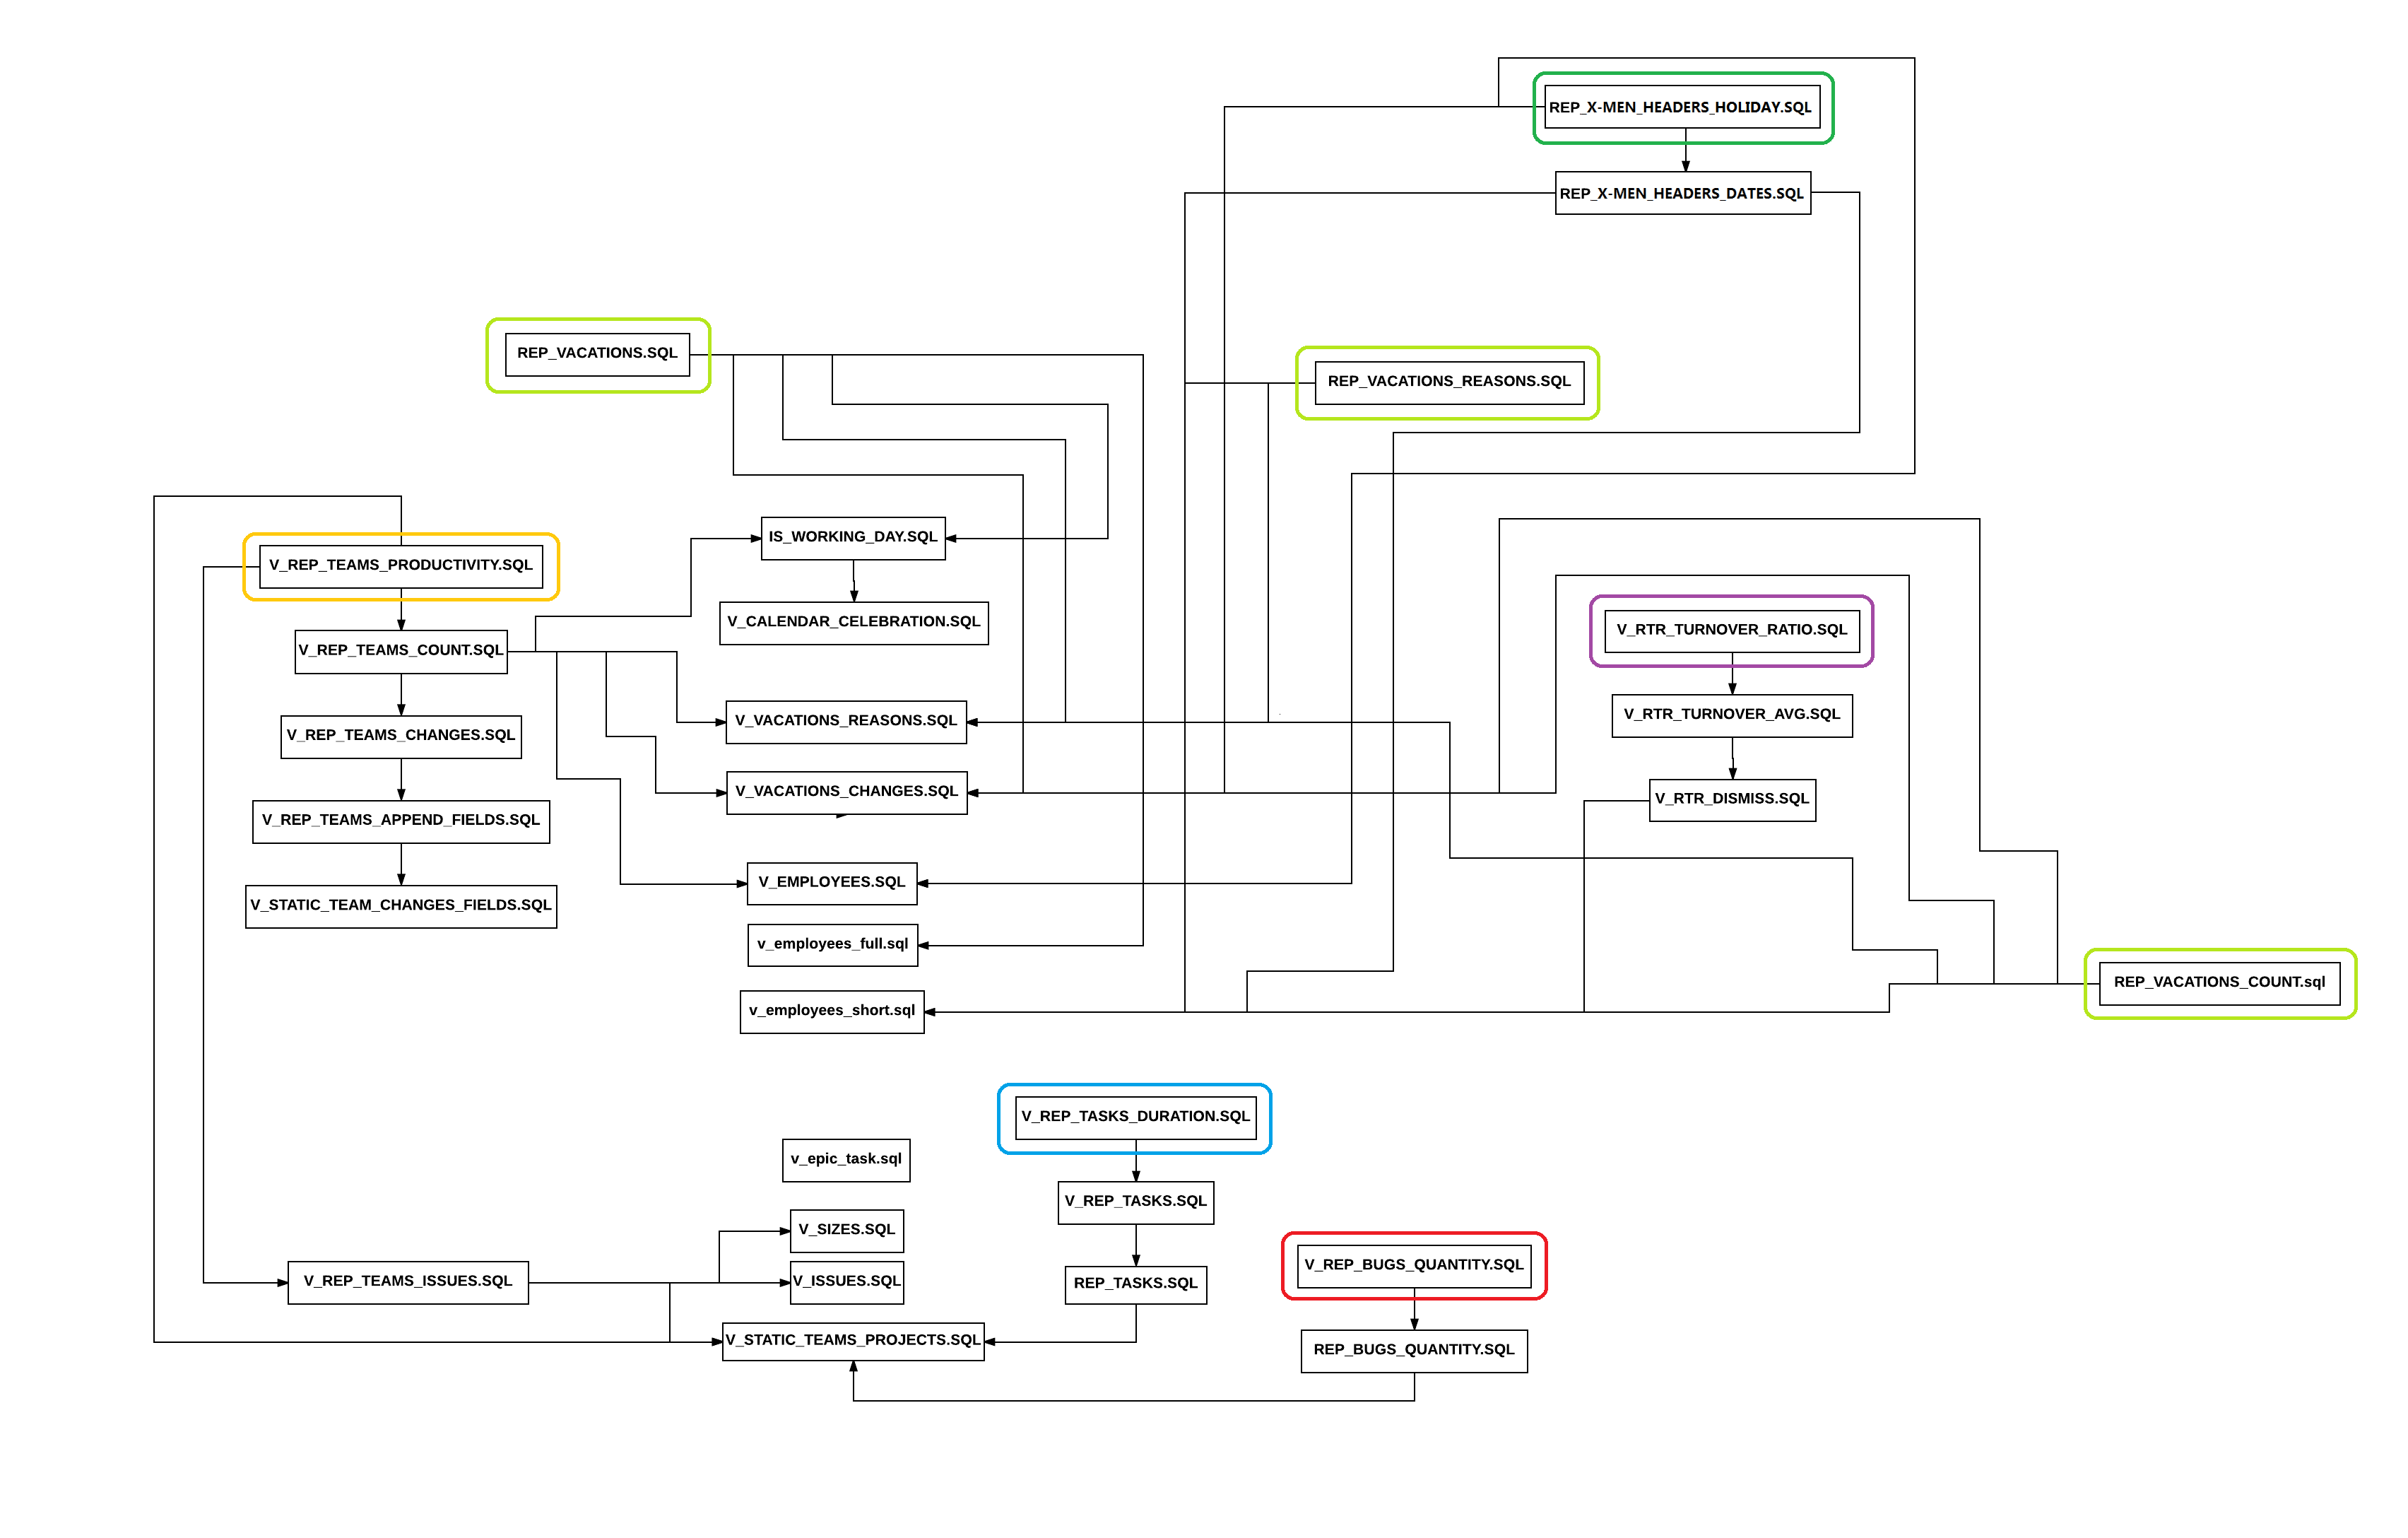 REP_X-MEN_HEADERS_HOLIDAY.SQL
REP_X-MEN_HEADERS_DATES.SQL
REP_VACATIONS.SQL
REP_VACATIONS_REASONS.SQL
IS_WORKING_DAY.SQL
V_REP_TEAMS_PRODUCTIVITY.SQL
V_CALENDAR_CELEBRATION.SQL
V_RTR_TURNOVER_RATIO.SQL
V_REP_TEAMS_COUNT.SQL
V_RTR_TURNOVER_AVG.SQL
V_VACATIONS_REASONS.SQL
V_REP_TEAMS_CHANGES.SQL
V_VACATIONS_CHANGES.SQL
V_RTR_DISMISS.SQL
V_REP_TEAMS_APPEND_FIELDS.SQL
V_EMPLOYEES.SQL
V_STATIC_TEAM_CHANGES_FIELDS.SQL
v_employees_full.sql
REP_VACATIONS_COUNT.sql
v_employees_short.sql
V_REP_TASKS_DURATION.SQL
v_epic_task.sql
V_REP_TASKS.SQL
V_SIZES.SQL
V_REP_BUGS_QUANTITY.SQL
V_REP_TEAMS_ISSUES.SQL
V_ISSUES.SQL
REP_TASKS.SQL
V_STATIC_TEAMS_PROJECTS.SQL
REP_BUGS_QUANTITY.SQL